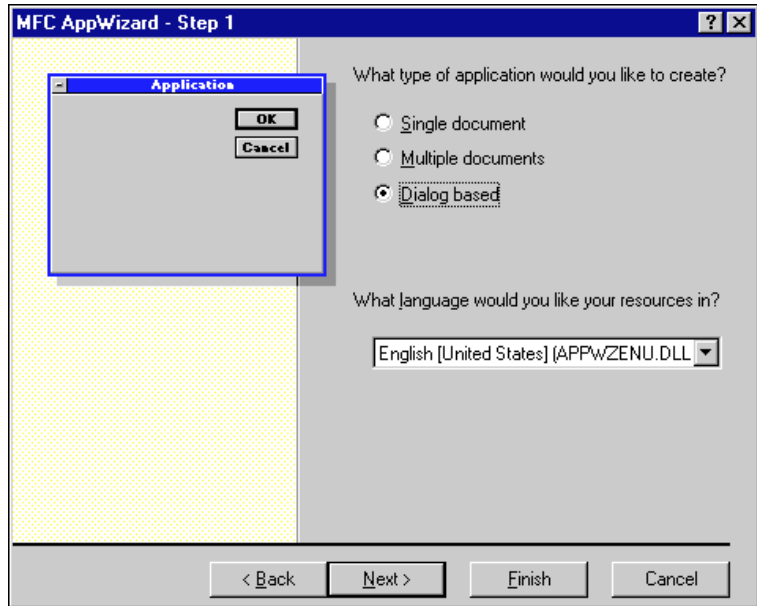 MFC AppWizard - Step 1
Application
OK
Cancel
What type of application would you like to create?
Single document
Multiple documents
Dialog based
What language would you like your resources in?
English [United States] (APPWZENU.DLL
< Back
Next >
Finish
Cancel